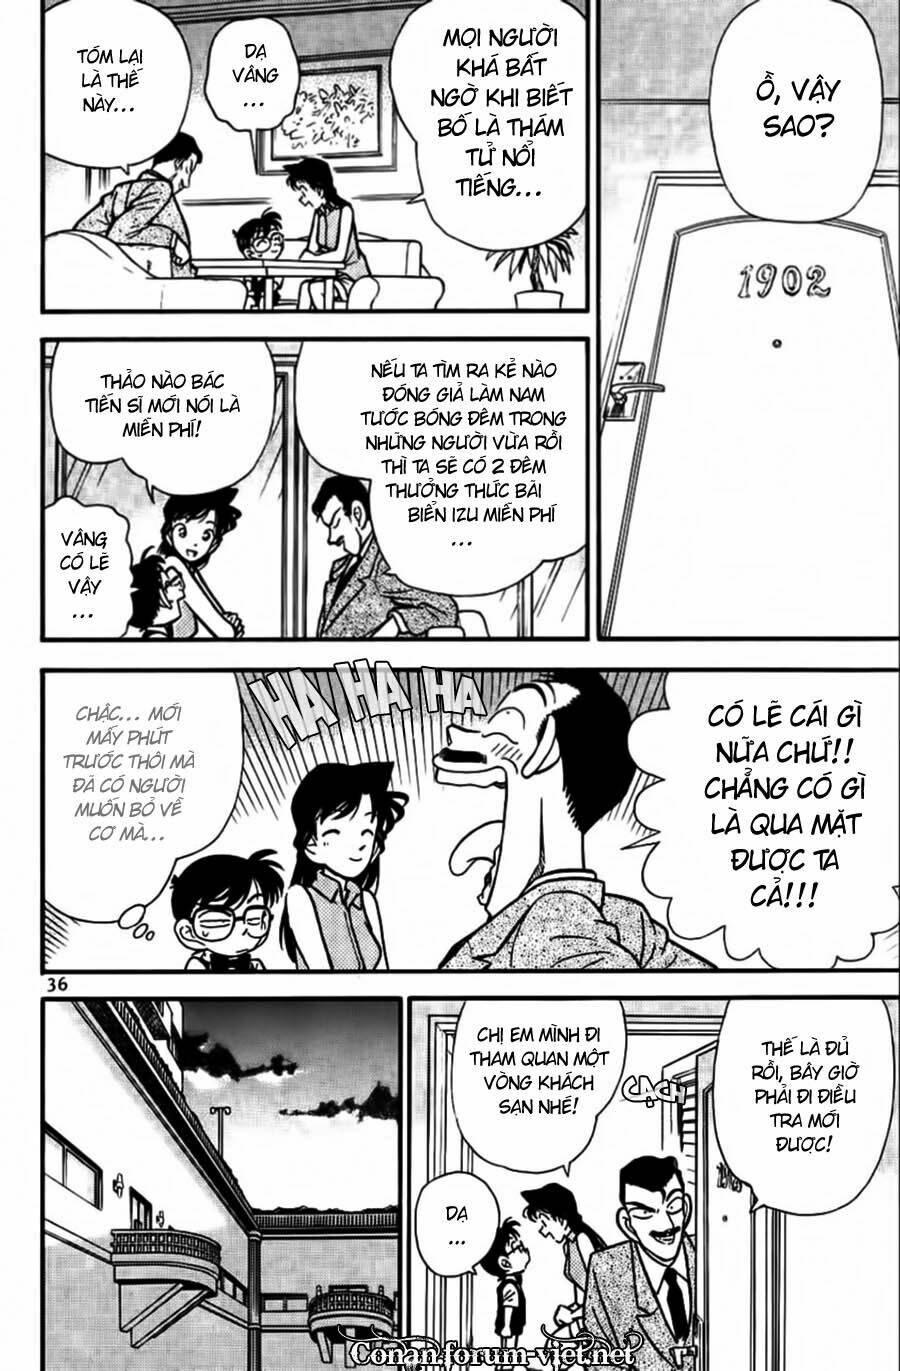 TÓM LẠI
LÀ THẾ
NÀY...
DẠ
VÂNG
...
MỌI NGƯỜI
KHÁ BẤT
NGỜ KHI BIẾT
BỐ LÀ THÁM
TỬ NỔI
TIẾNG...
Ồ, VẬY
SAO?
1902
THẢO NÀO BÁC
TIẾN SĨ MỚI NÓI LÀ
MIỄN PHÍ!
VÂNG
CÓ LẼ
VẬY
...
NẾU TA TÌM RA KẺ NÀO
ĐÓNG GIẢ LÀM NAM
TƯỚC BÓNG ĐÊM TRONG
NHỮNG NGƯỜI VỪA RỒI
THÌ TA SẼ CÓ 2 ĐÊM
THƯỞNG THỨC BÃI
BIỂN IZU MIỄN PHÍ
...
CHẬC... MỚI
MẤY PHÚT
TRƯỚC THÔI MÀ
ĐÃ CÓ NGƯỜI
MUỐN BỎ VỀ
CƠ MÀ...
HA HA HA
CÓ LẼ CÁI GÌ
NỮA CHỨ!!
CHẲNG CÓ GÌ
LÀ QUA MẶT
ĐƯỢC TA
CẢ!!!
36
CHỊ EM MÌNH ĐI
THAM QUAN MỘT
VÒNG KHÁCH
SẠN NHÉ!
DẠ
...
CẠCH
THẾ LÀ ĐỦ
RỒI, BÂY GIỜ
PHẢI ĐI ĐIỀU
TRA MỚI
ĐƯỢC!
Conan.forum-viet.net